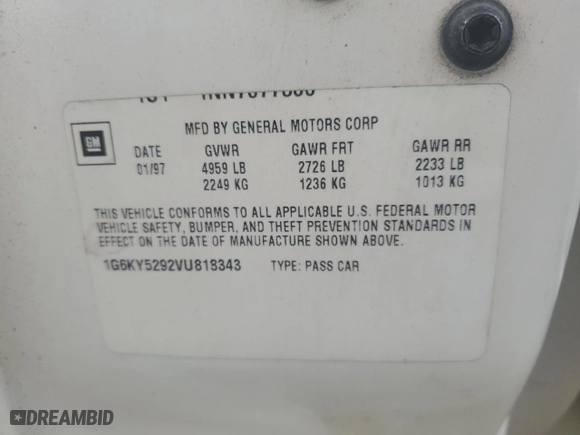 GM
MFD BY GENERAL MOTORS CORP
DATE GVWR GAWR FRT GAWR RR
01/97 4959 LB 2726 LB 2233 LB
2249 KG 1236 KG 1013 KG
THIS VEHICLE CONFORMS TO ALL APPLICABLE U.S. FEDERAL MOTOR
VEHICLE SAFETY, BUMPER, AND THEFT PREVENTION STANDARDS IN
EFFECT ON THE DATE OF MANUFACTURE SHOWN ABOVE.
1G6KY5292VU818343 TYPE: PASS CAR
DREAMBID